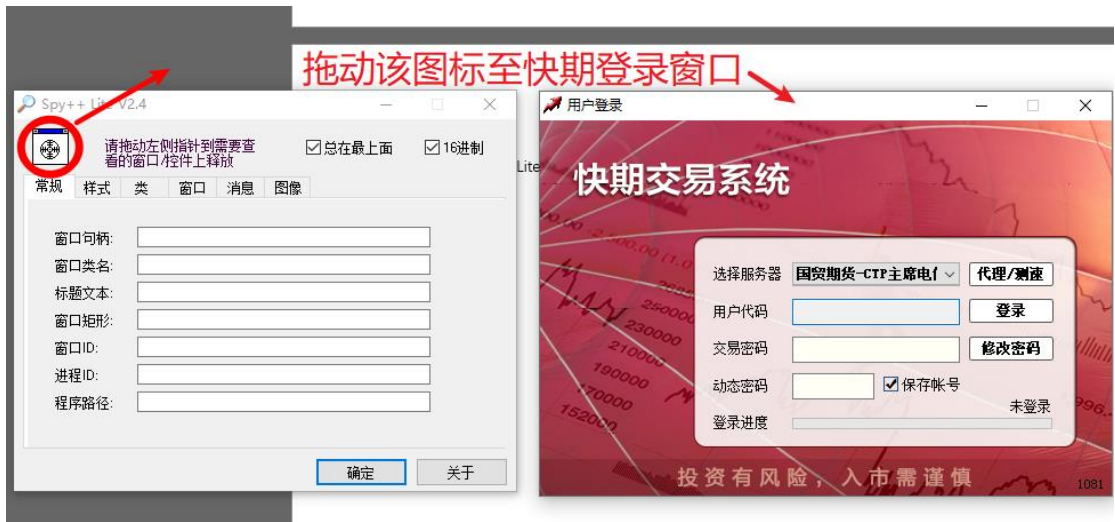 拖动该图标至快期登录窗口
Spy++ Lite V2.4
请拖动左侧指针到需要查
看的窗口/控件上释放
总在最上面
16进制
常规 样式 类 窗口 消息 图像
窗口句柄:
窗口类名:
标题文本:
窗口矩形:
窗口ID:
进程ID:
程序路径:
确定
关于
Lite
用户登录
快期交易系统
选择服务器 国贸期货-CTP主席电 代理/测速
用户代码 登录
交易密码 修改密码
动态密码 保存帐号
未登录
登录进度
250000
230000
210000
190000
170000
152000
投资有风险，入市需谨慎
1081